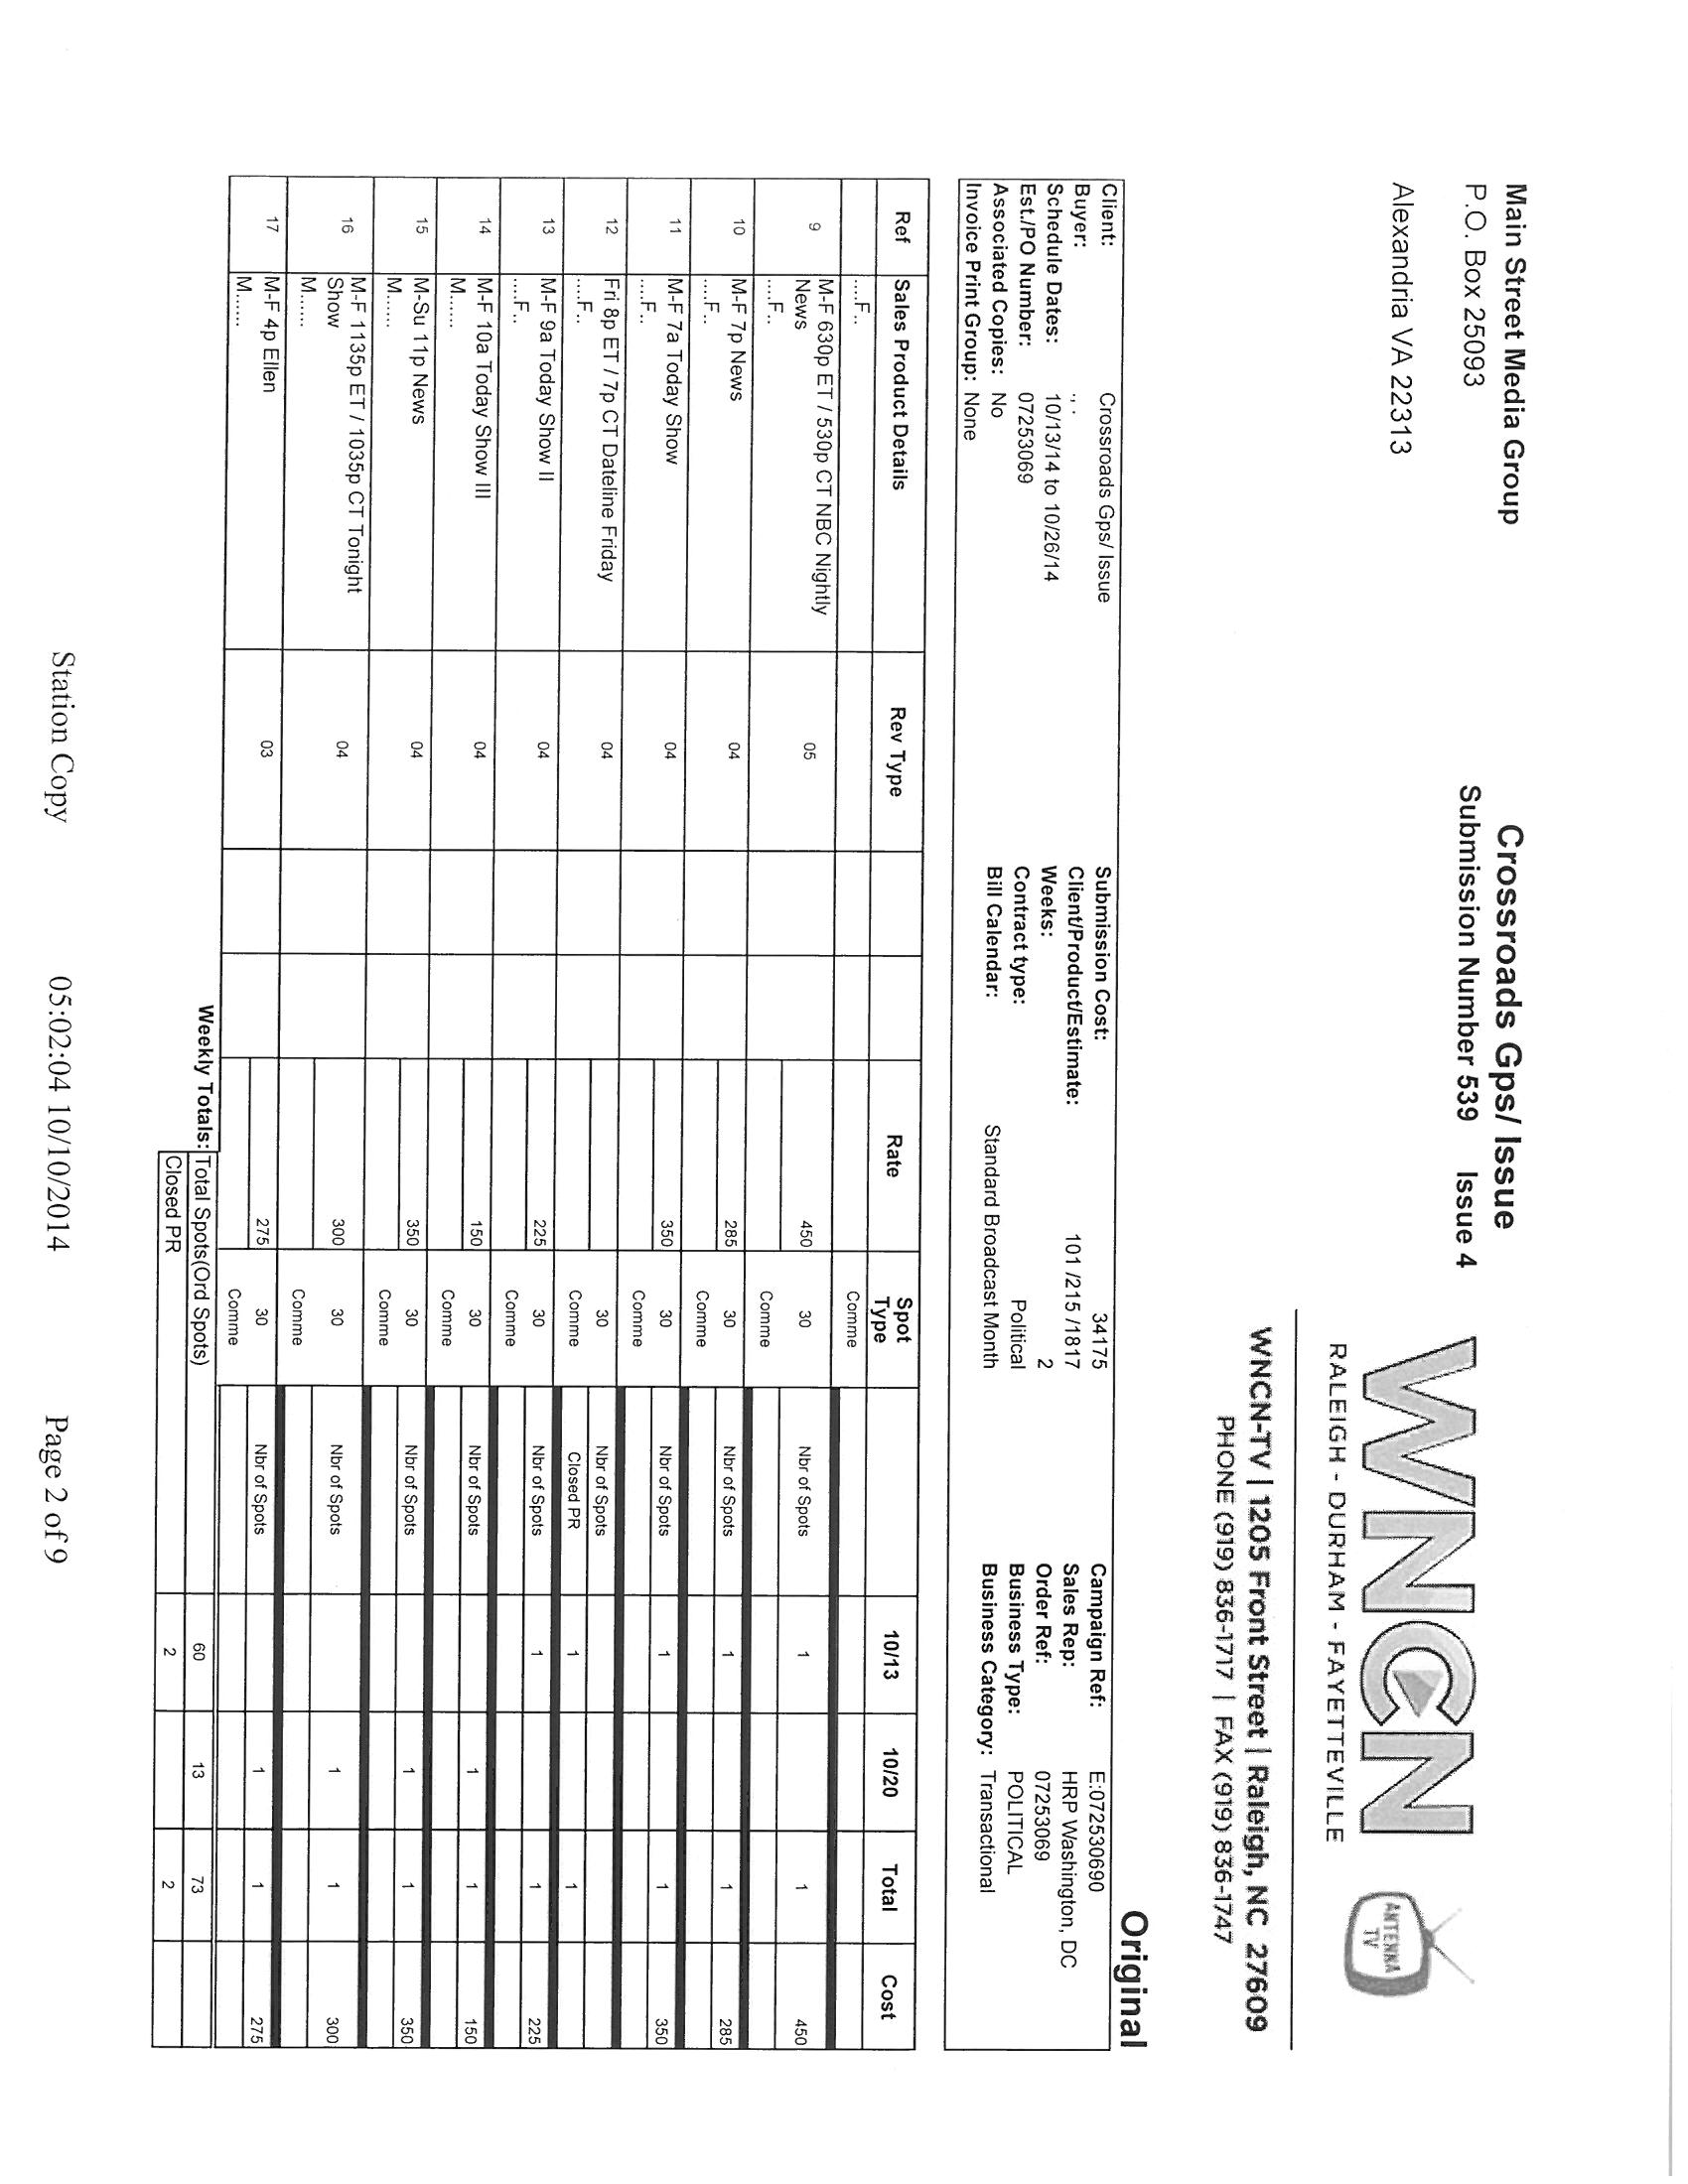 Main Street Media Group
P.O. Box 25093
Alexandria VA 22313
Crossroads Gps/ Issue
Submission Number 539 Issue 4
WNCN
RALEIGH - DURHAM - FAYETTEVILLE
ANTENNA TV
WNCN-TV | 1205 Front Street | Raleigh, NC 27609
PHONE (919) 836-1717 | FAX (919) 836-1747
Original
Client: Crossroads Gps/ Issue Submission Cost: 34175 Campaign Ref: E:072530690
Buyer: ., . Client/Product/Estimate: 101 /215 /1817 Sales Rep: HRP Washington, DC
Schedule Dates: 10/13/14 to 10/26/14 Weeks: 2 Order Ref: 07253069
Est./PO Number: 07253069 Contract type: Political Business Type: POLITICAL
Associated Copies: No Bill Calendar: Standard Broadcast Month Business Category: Transactional
Invoice Print Group: None
Ref Sales Product Details Rev Type Rate Spot Type 10/13 10/20 Total Cost
....F.. Comme
9 M-F 630p ET / 530p CT NBC Nightly 05 450 30 Nbr of Spots 1 1 450
News
....F.. Comme
10 M-F 7p News 04 285 30 Nbr of Spots 1 1 285
....F.. Comme
11 M-F 7a Today Show 04 350 30 Nbr of Spots 1 1 350
....F.. Comme
12 Fri 8p ET / 7p CT Dateline Friday 04 30 Nbr of Spots
....F.. Comme Closed PR 1 1
13 M-F 9a Today Show II 04 225 30 Nbr of Spots 1 1 225
....F.. Comme
14 M-F 10a Today Show III 04 150 30 Nbr of Spots 1 1 150
M...... Comme
15 M-Su 11p News 04 350 30 Nbr of Spots 1 1 350
M...... Comme
16 M-F 1135p ET / 1035p CT Tonight 04 300 30 Nbr of Spots 1 1 300
Show
M...... Comme
17 M-F 4p Ellen 03 275 30 Nbr of Spots 1 1 275
M...... Comme
Weekly Totals: Total Spots(Ord Spots) 60 13 73
Closed PR 2 2
Station Copy 05:02:04 10/10/2014 Page 2 of 9